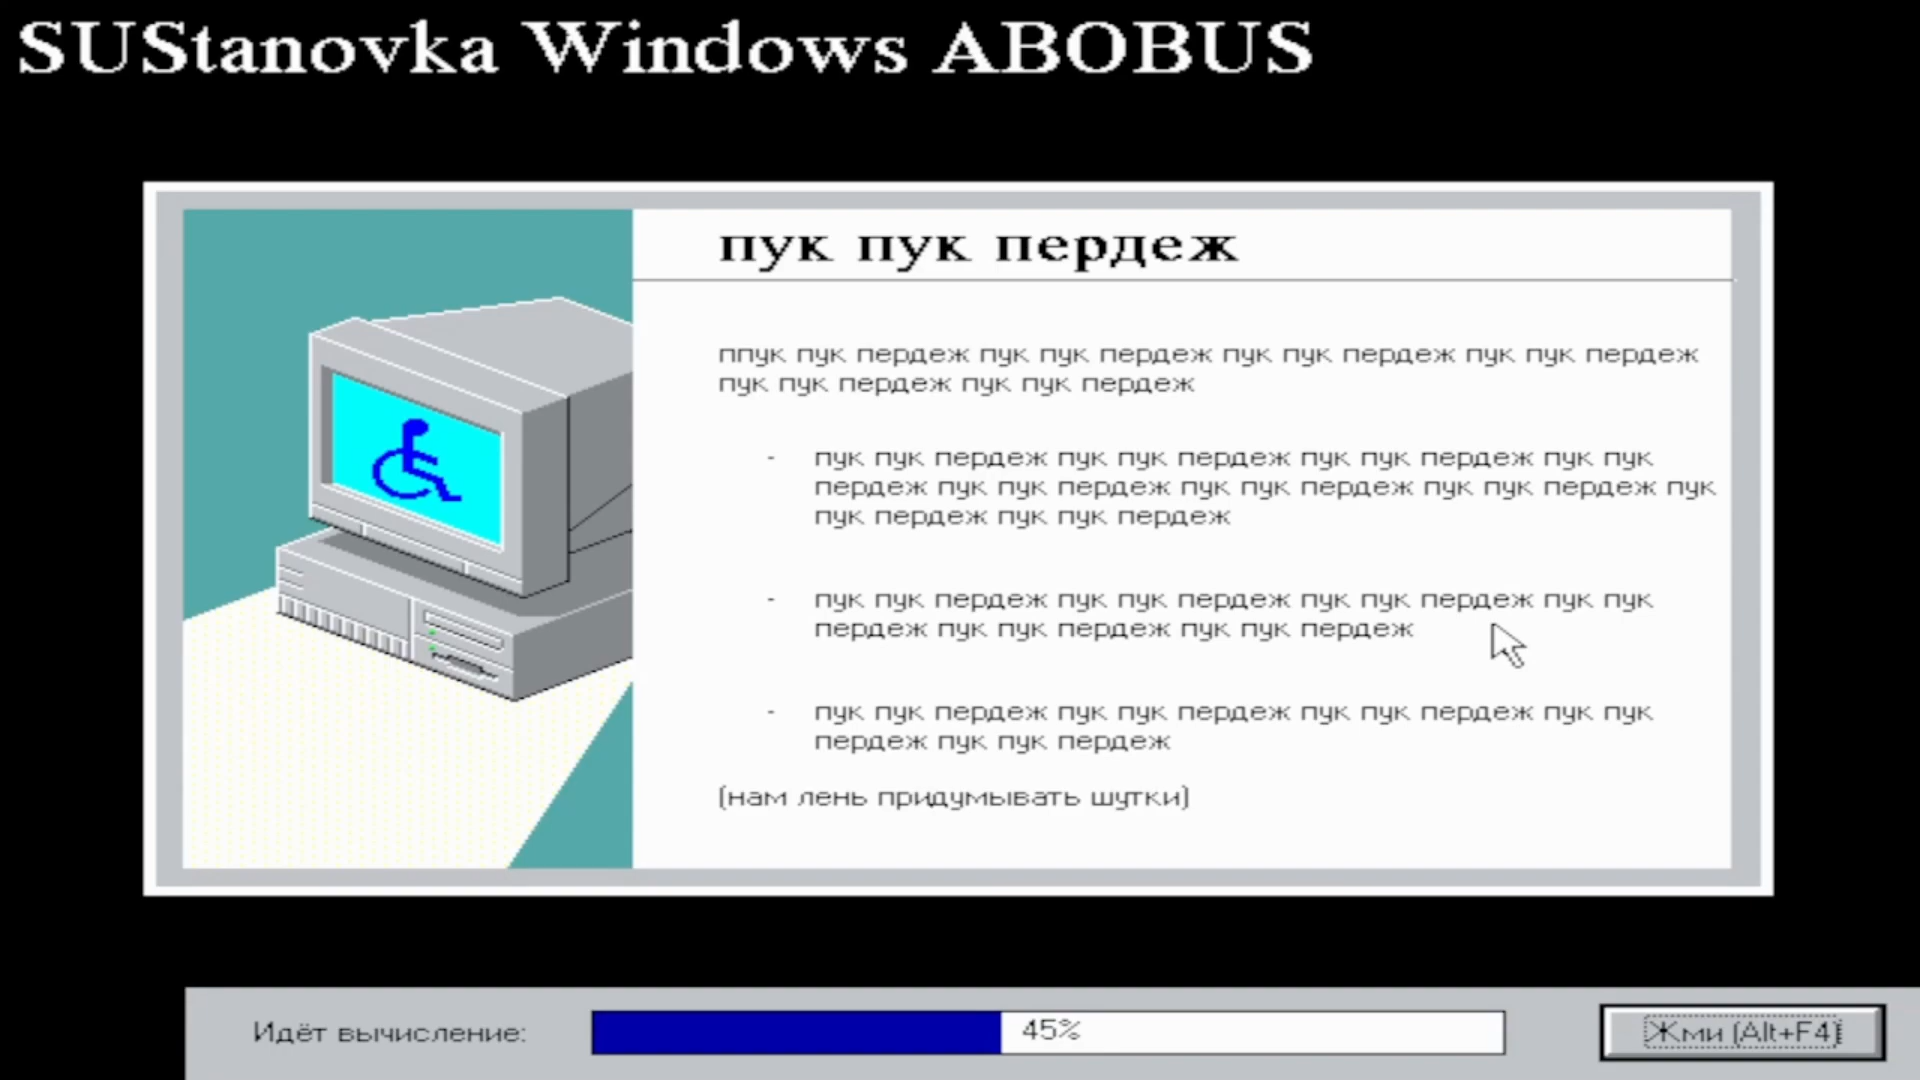 SUStanovka Windows ABOBUS
пук пук пердеж
ппук пук пердеж пук пук пердеж пук пук пердеж пук пук пердеж
пук пук пердеж пук пук пердеж
- пук пук пердеж пук пук пердеж пук пук пердеж пук пук
пердеж пук пук пердеж пук пук пердеж пук пук пердеж пук
пук пердеж пук пук пердеж
- пук пук пердеж пук пук пердеж пук пук пердеж пук пук
пердеж пук пук пердеж пук пук пердеж
- пук пук пердеж пук пук пердеж пук пук пердеж пук пук
пердеж пук пук пердеж
(нам лень придумывать шутки)
Идёт вычисление:
45%
Жми (Alt+F4)